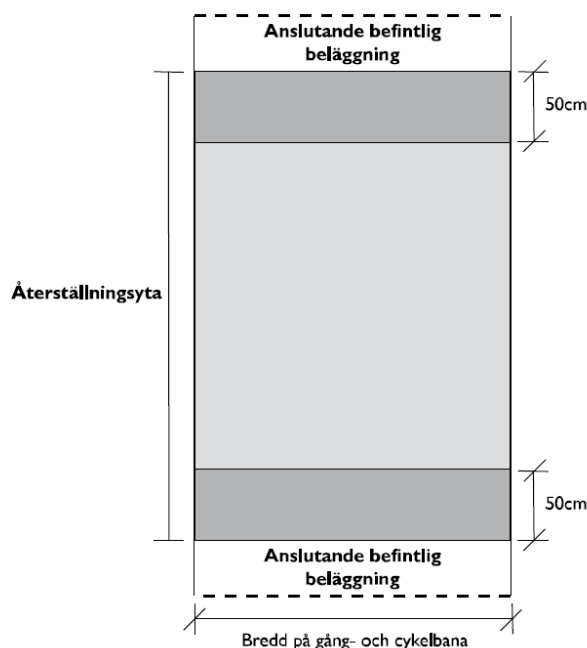 Anslutande befintlig
beläggning
50cm
Återställningsyta
50cm
Anslutande befintlig
beläggning
Bredd på gång- och cykelbana